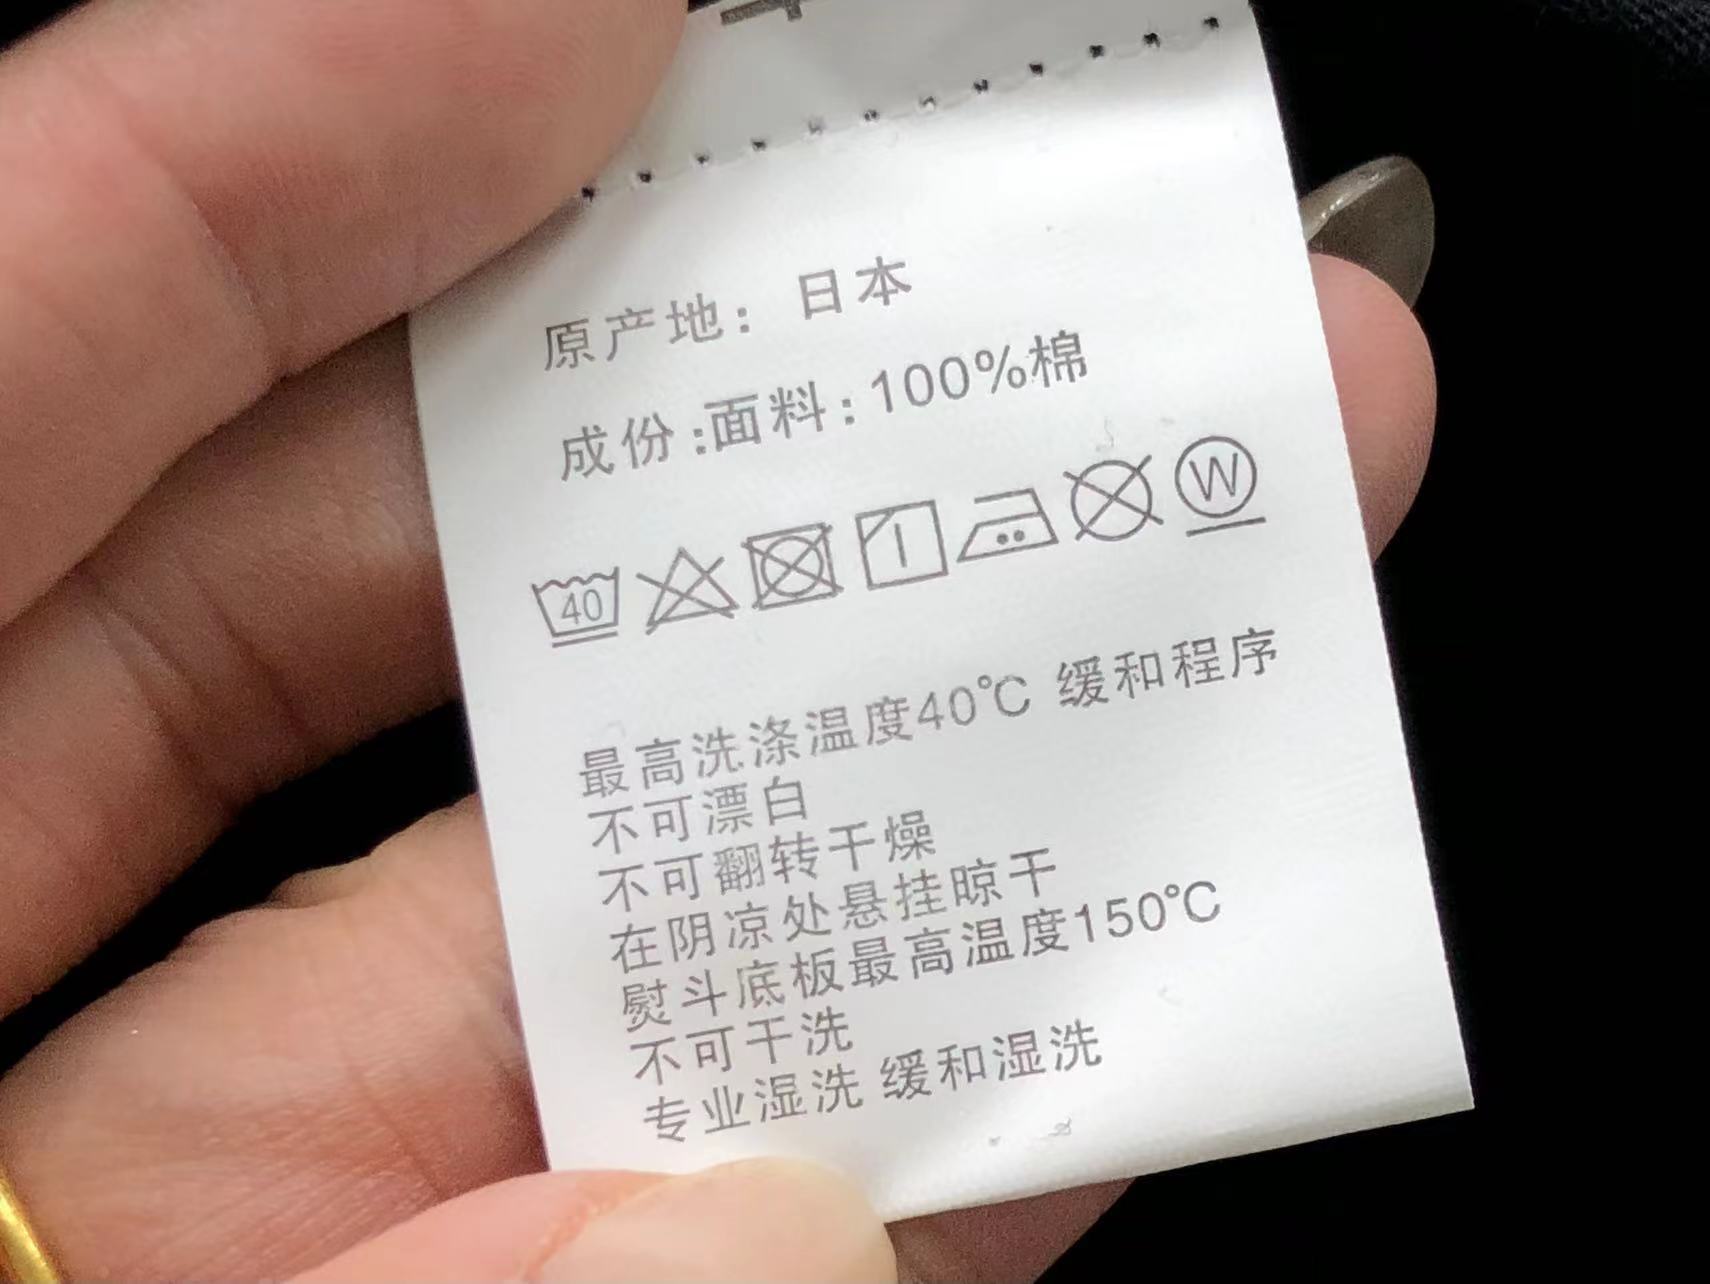 原产地：日本
成份:面料:100%棉
40 W
最高洗涤温度40℃ 缓和程序
不可漂白
不可翻转干燥
在阴凉处悬挂晾干
熨斗底板最高温度150℃
不可干洗
专业湿洗 缓和湿洗